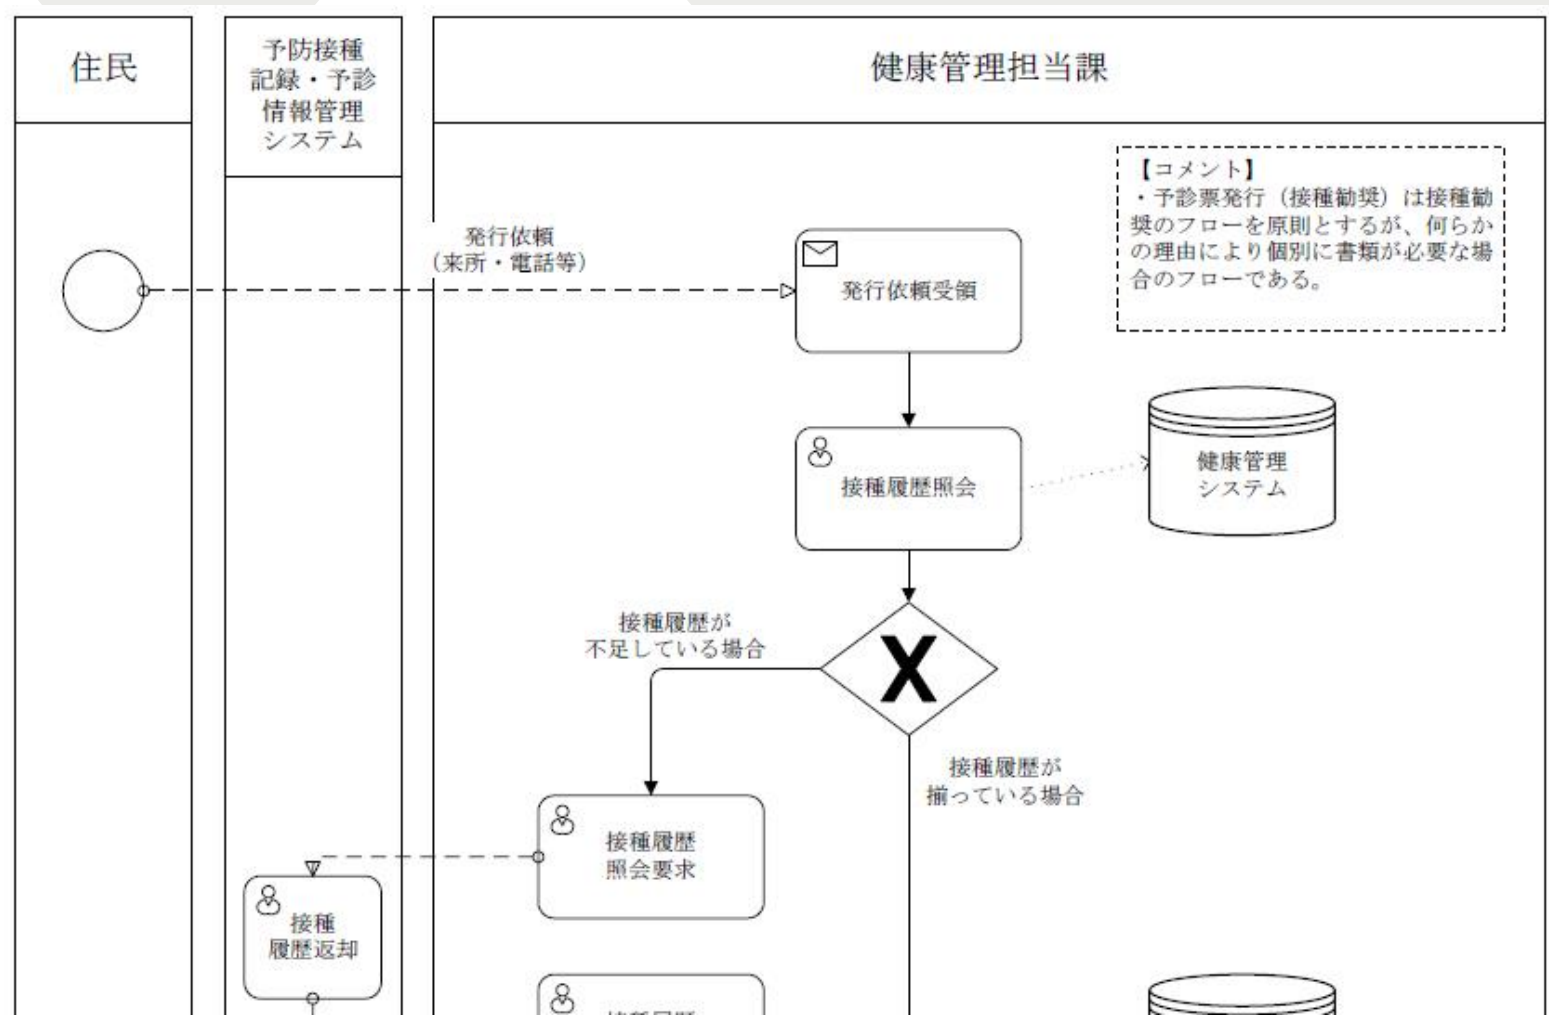 住民
予防接種
記録・予診
情報管理
システム
健康管理担当課
【コメント】
・予診票発行（接種勧奨）は接種勧
奨のフローを原則とするが、何らか
の理由により個別に書類が必要な場
合のフローである。
発行依頼
（来所・電話等）
発行依頼受領
接種履歴照会
健康管理
システム
接種履歴が
不足している場合
X
接種履歴が
揃っている場合
接種履歴
照会要求
接種
履歴返却